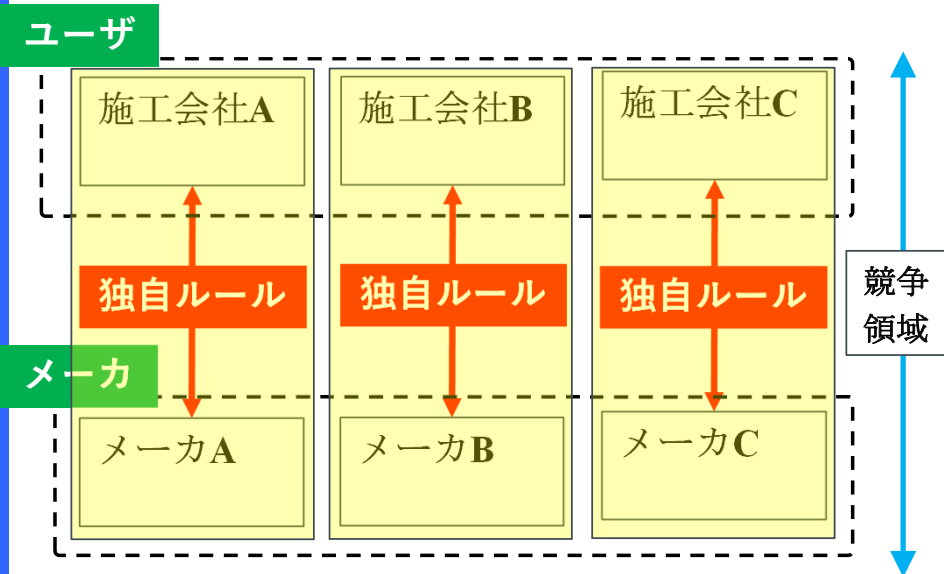 ユーザ
施工会社A
施工会社B
施工会社C
独自ルール
独自ルール
独自ルール
競争
領域
メーカ
メーカA
メーカB
メーカC